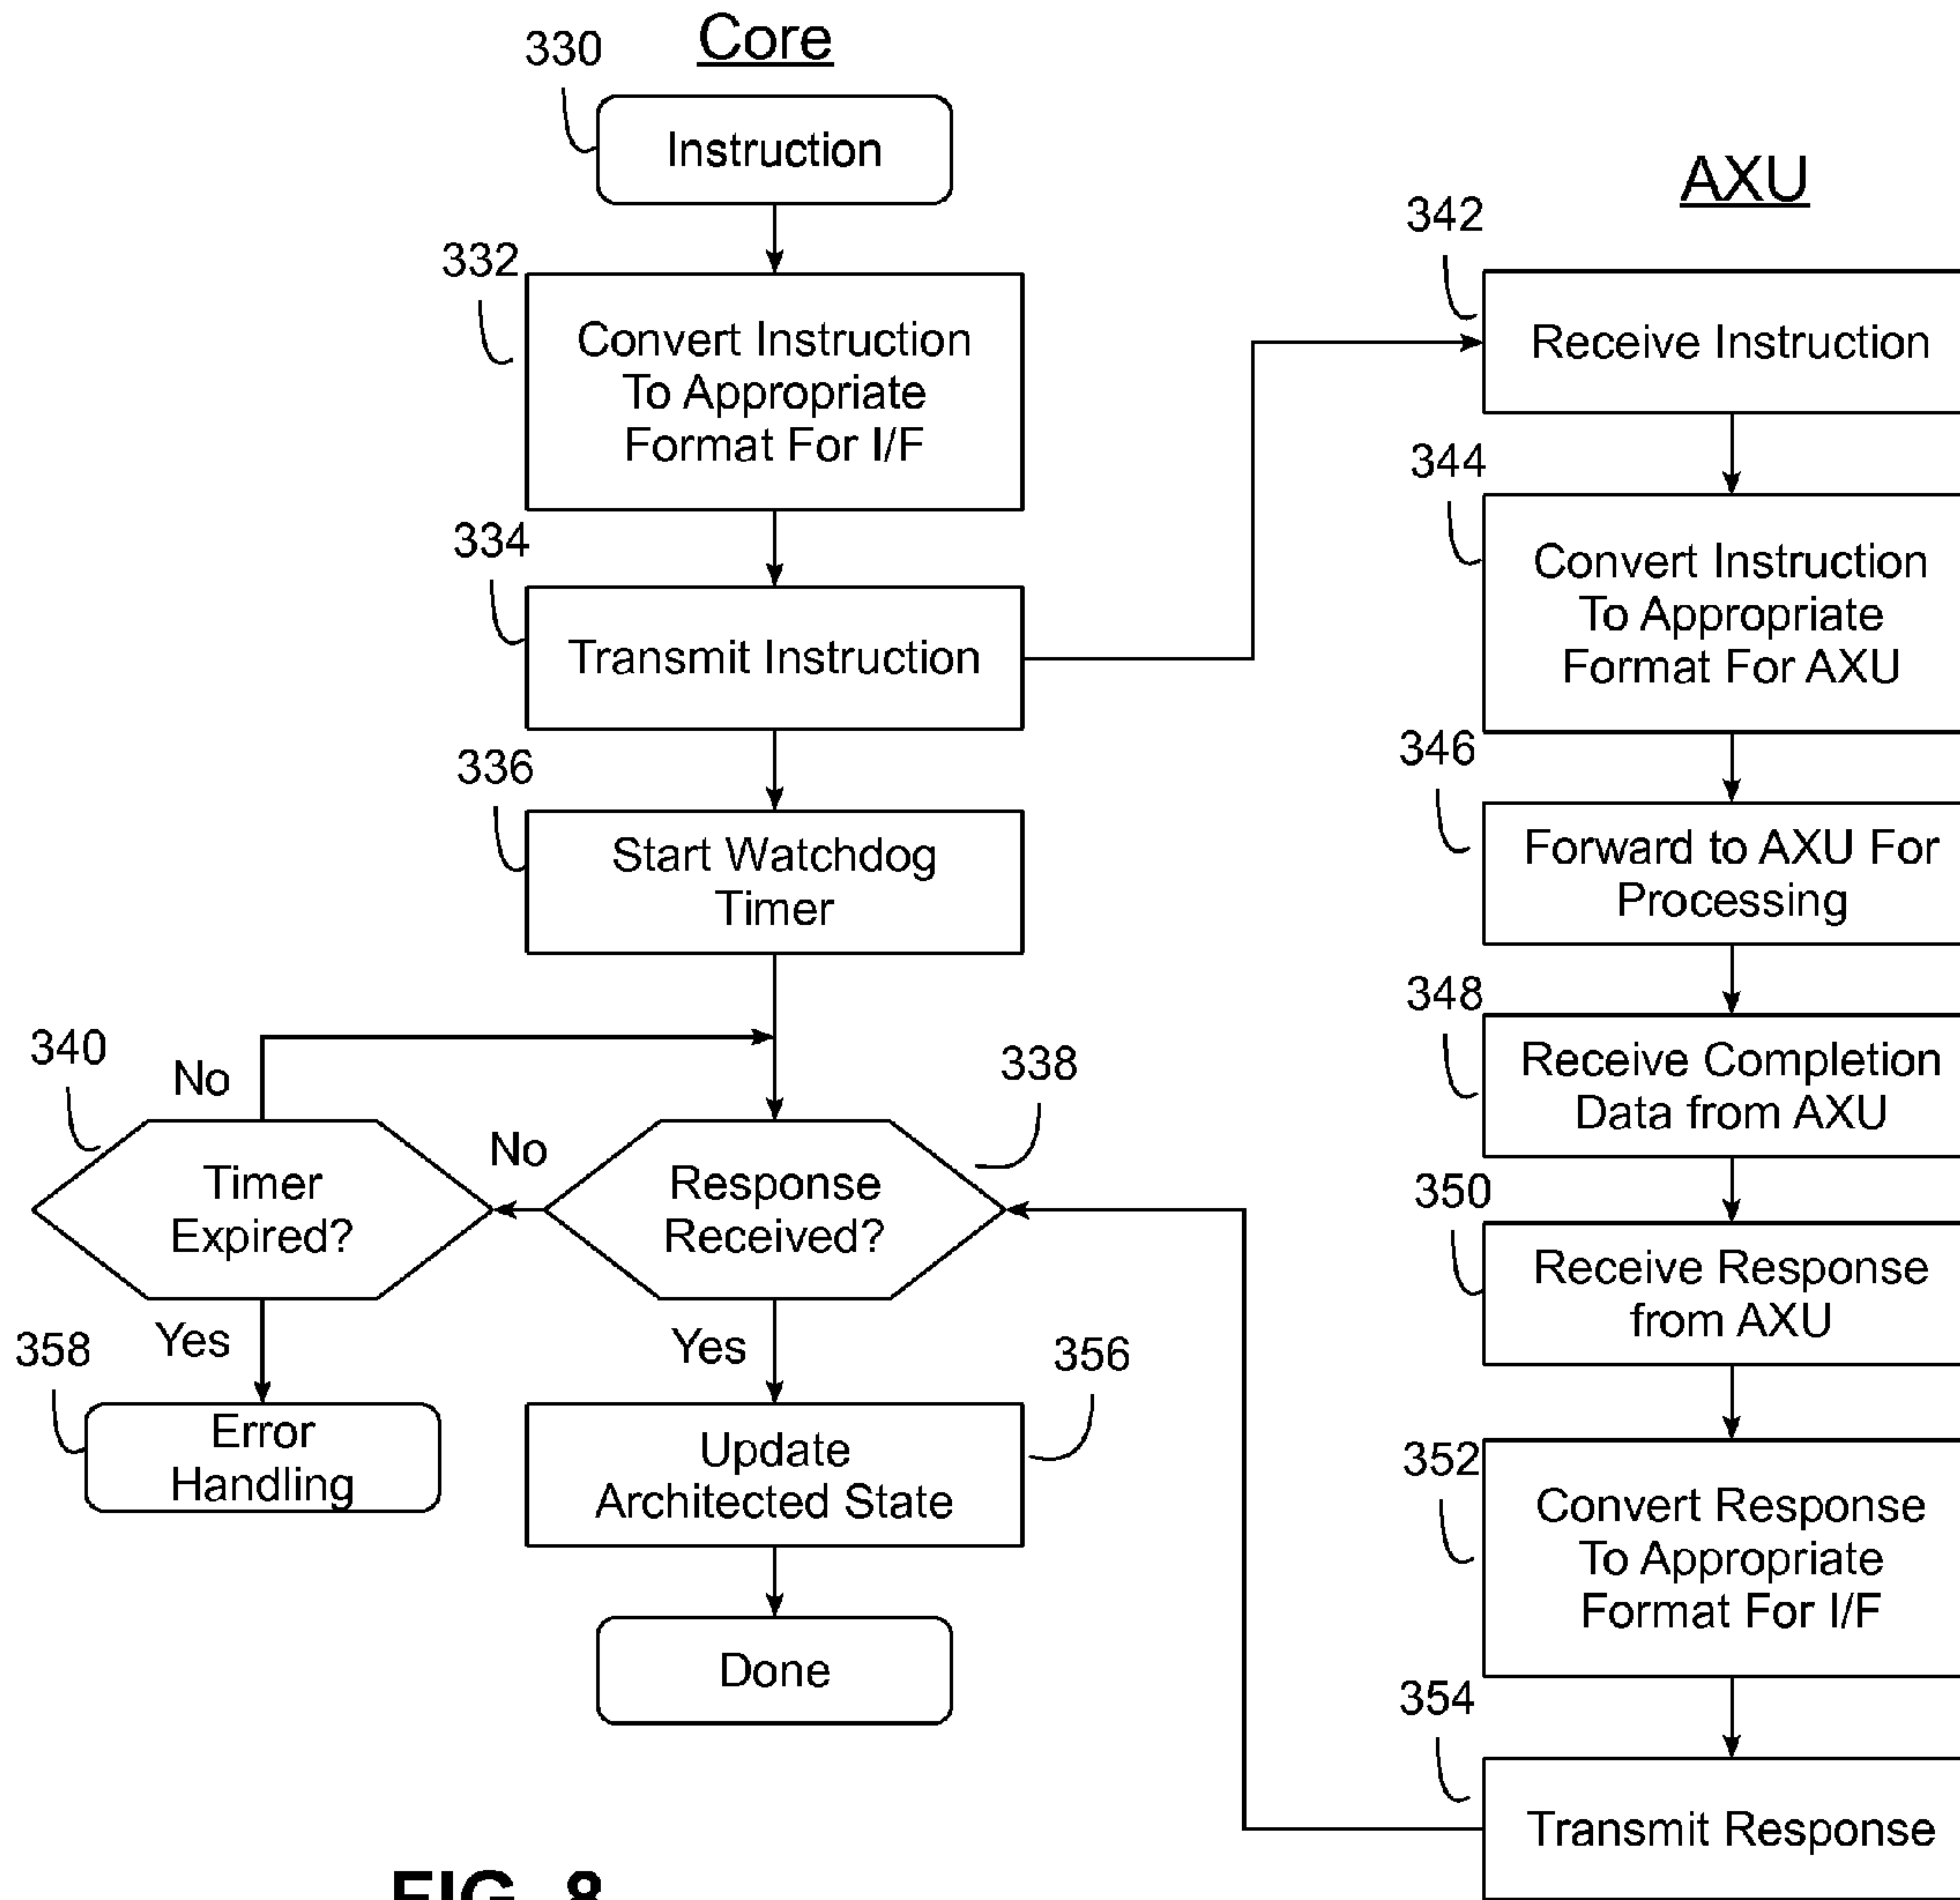 Core
330
Instruction
332
Convert Instruction
To Appropriate
Format For I/F
334
Transmit Instruction
336
Start Watchdog
Timer
340
No
Timer
Expired?
No
338
Response
Received?
358
Yes
Error
Handling
Yes
356
Update
Architected State
Done
AXU
342
Receive Instruction
344
Convert Instruction
To Appropriate
Format For AXU
346
Forward to AXU For
Processing
348
Receive Completion
Data from AXU
350
Receive Response
from AXU
352
Convert Response
To Appropriate
Format For I/F
354
Transmit Response
FIG. 8